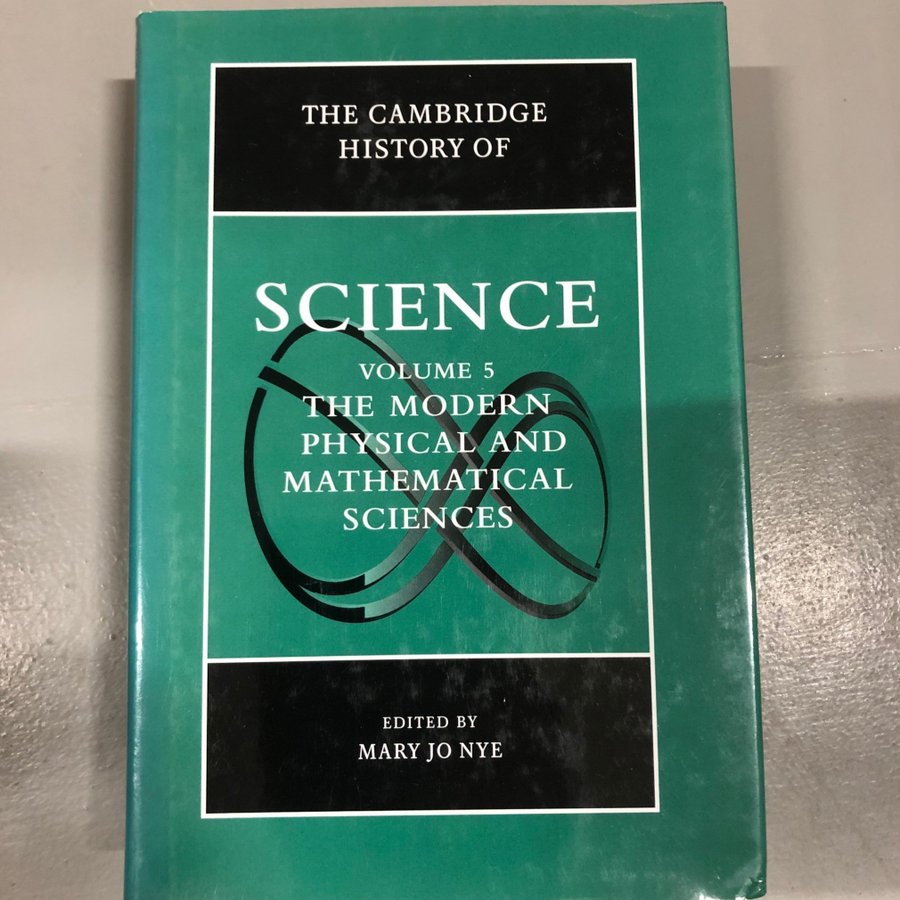 THE CAMBRIDGE
HISTORY OF
SCIENCE
VOLUME 5
THE MODERN
PHYSICAL AND
MATHEMATICAL
SCIENCES
EDITED BY
MARY JO NYE